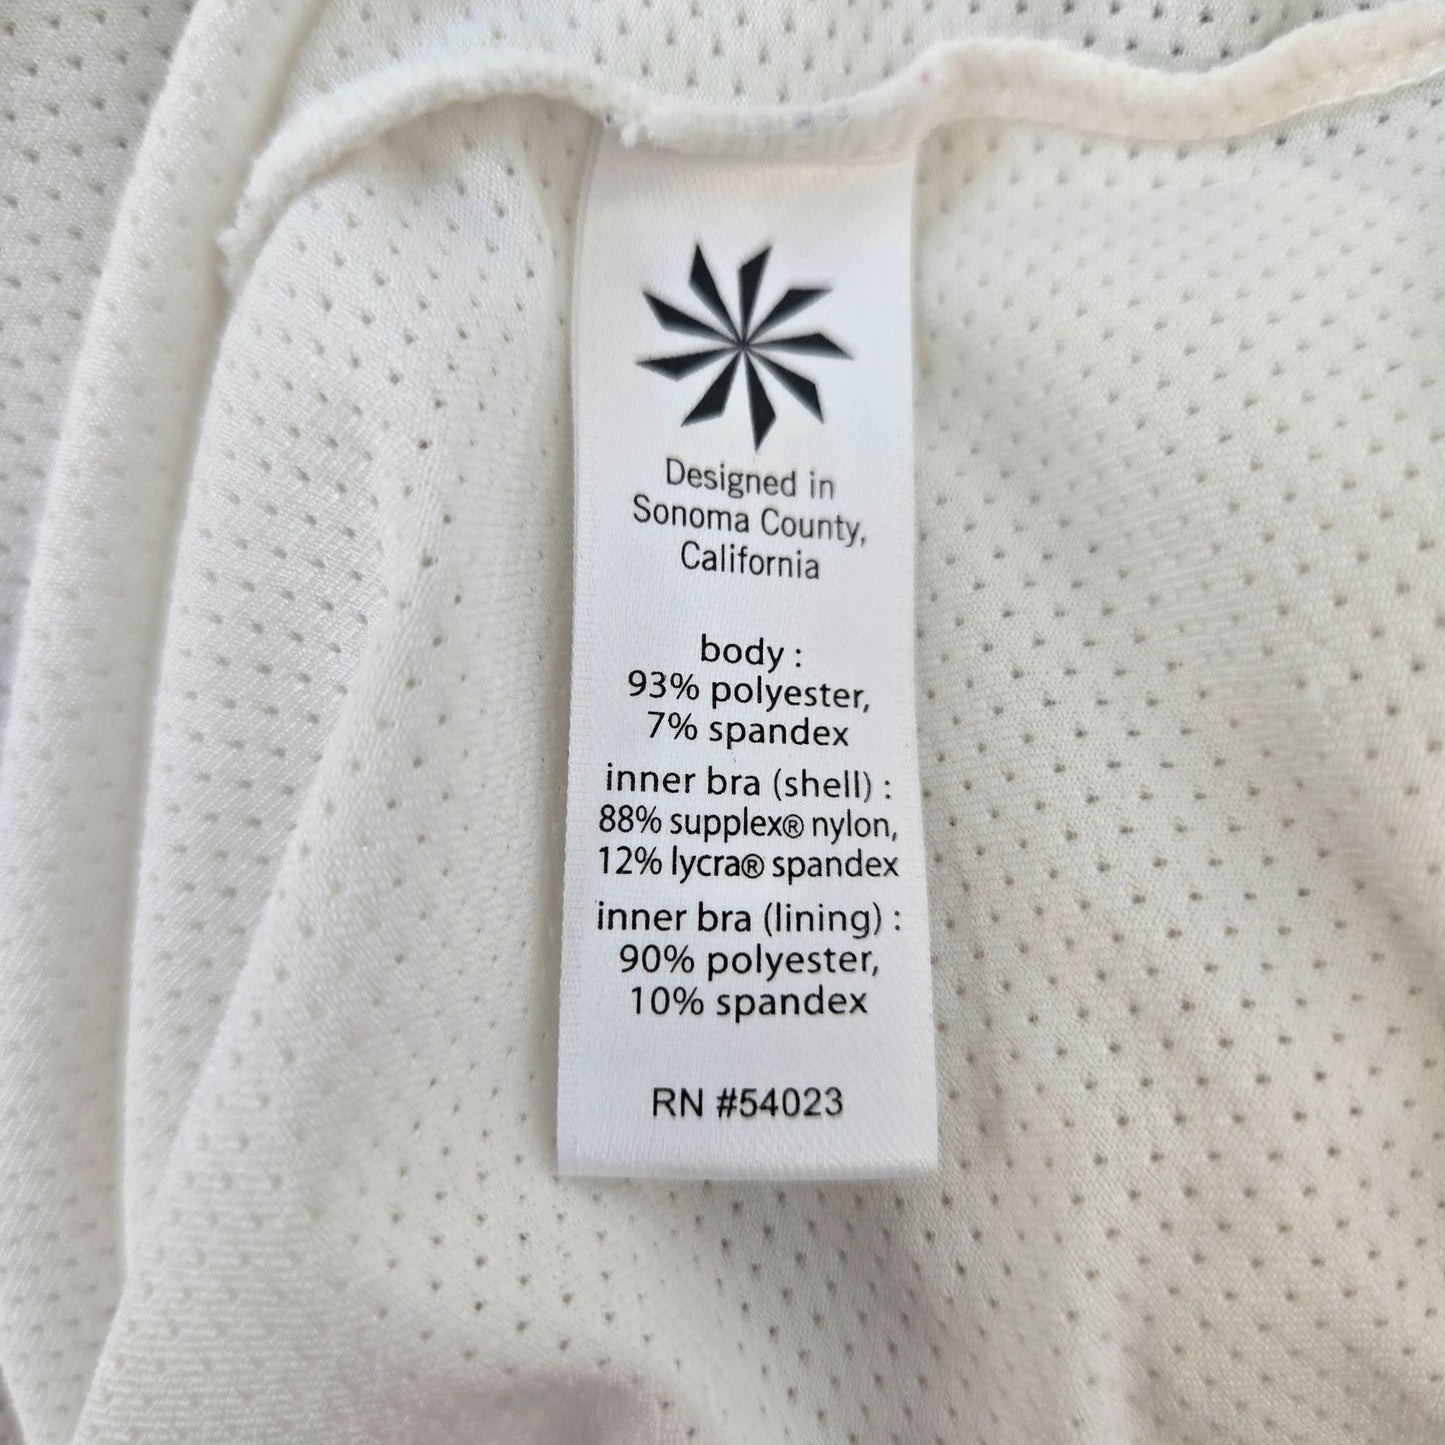 Designed in
Sonoma County,
California
body :
93% polyester,
7% spandex
inner bra (shell) :
88% supplex® nylon,
12% lycra® spandex
inner bra (lining) :
90% polyester,
10% spandex
RN #54023